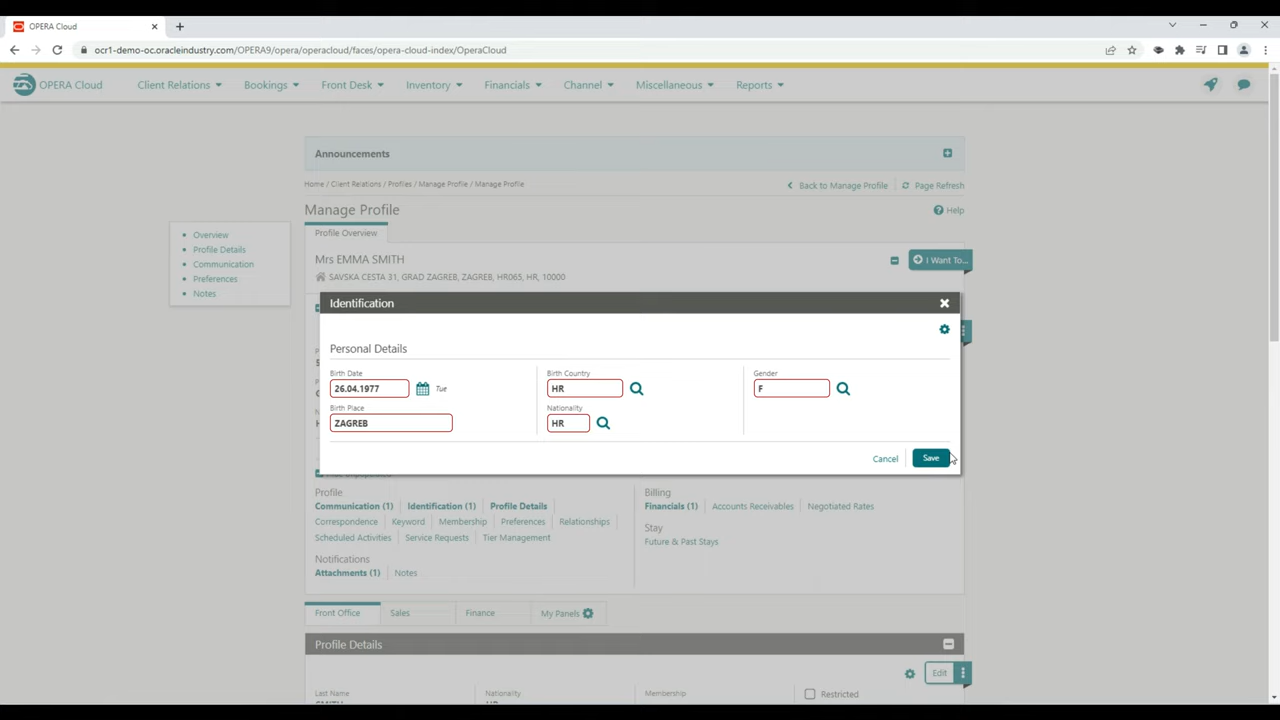 OPERA Cloud
ocr1-demo-oc.oracleindustry.com/OPERA9/opera/operacloud/faces/opera-cloud-index/OperaCloud
OPERA Cloud Client Relations Bookings Front Desk Inventory Financials Channel Miscellaneous Reports
Announcements
Home / Client Relations / Profiles / Manage Profile / Manage Profile Back to Manage Profile Page Refresh
Manage Profile Help
Profile Overview
Overview
Profile Details
Communication
Preferences
Notes
Mrs EMMA SMITH I Want To...
SAVSKA CESTA 31, GRAD ZAGREB, ZAGREB, HR065, HR, 10000
Identification
Personal Details
Birth Date Birth Country Gender
26.04.1977 Tue HR F
Birth Place Nationality
ZAGREB HR
Cancel Save
Profile Billing
Communication (1) Identification (1) Profile Details Financials (1) Accounts Receivables Negotiated Rates
Correspondence Keyword Membership Preferences Relationships Stay
Scheduled Activities Service Requests Tier Management Future & Past Stays
Notifications
Attachments (1) Notes
Front Office Sales Finance My Panels
Profile Details
Edit
Last Name Nationality Membership Restricted
SMITH HR